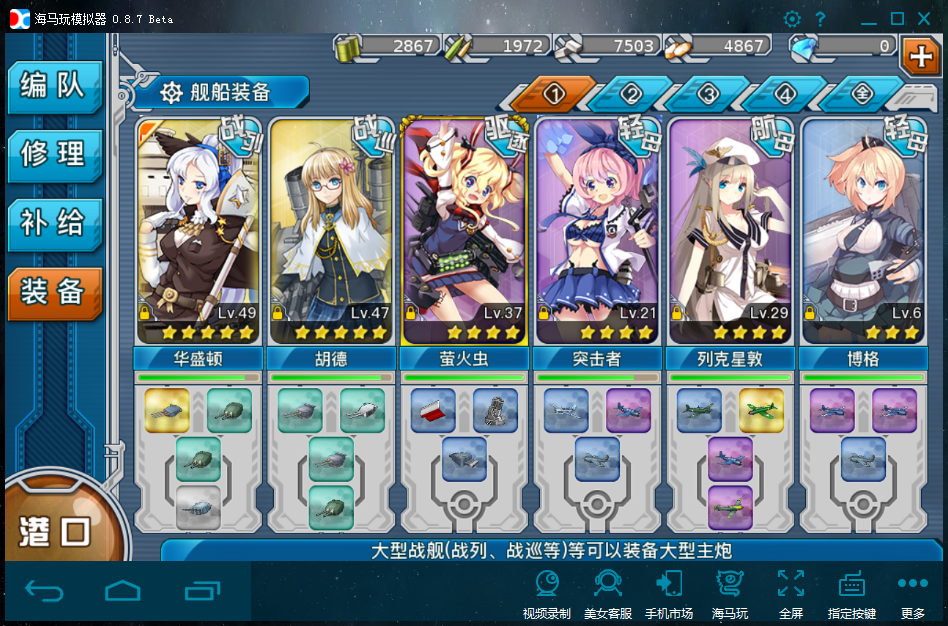 海马玩模拟器 0.8.7 Beta
?
2867
1972
7503
4867
0
编队
舰船装备
① ② ③ ④ 全
修理
补给
装备
战列
战巡
驱逐
轻母
航母
轻母
Lv.49
Lv.47
Lv.37
Lv.21
Lv.29
Lv.6
华盛顿
胡德
萤火虫
突击者
列克星敦
博格
港口
大型战舰(战列、战巡等)等可以装备大型主炮
视频录制
美女客服
手机市场
海马玩
全屏
指定按键
更多